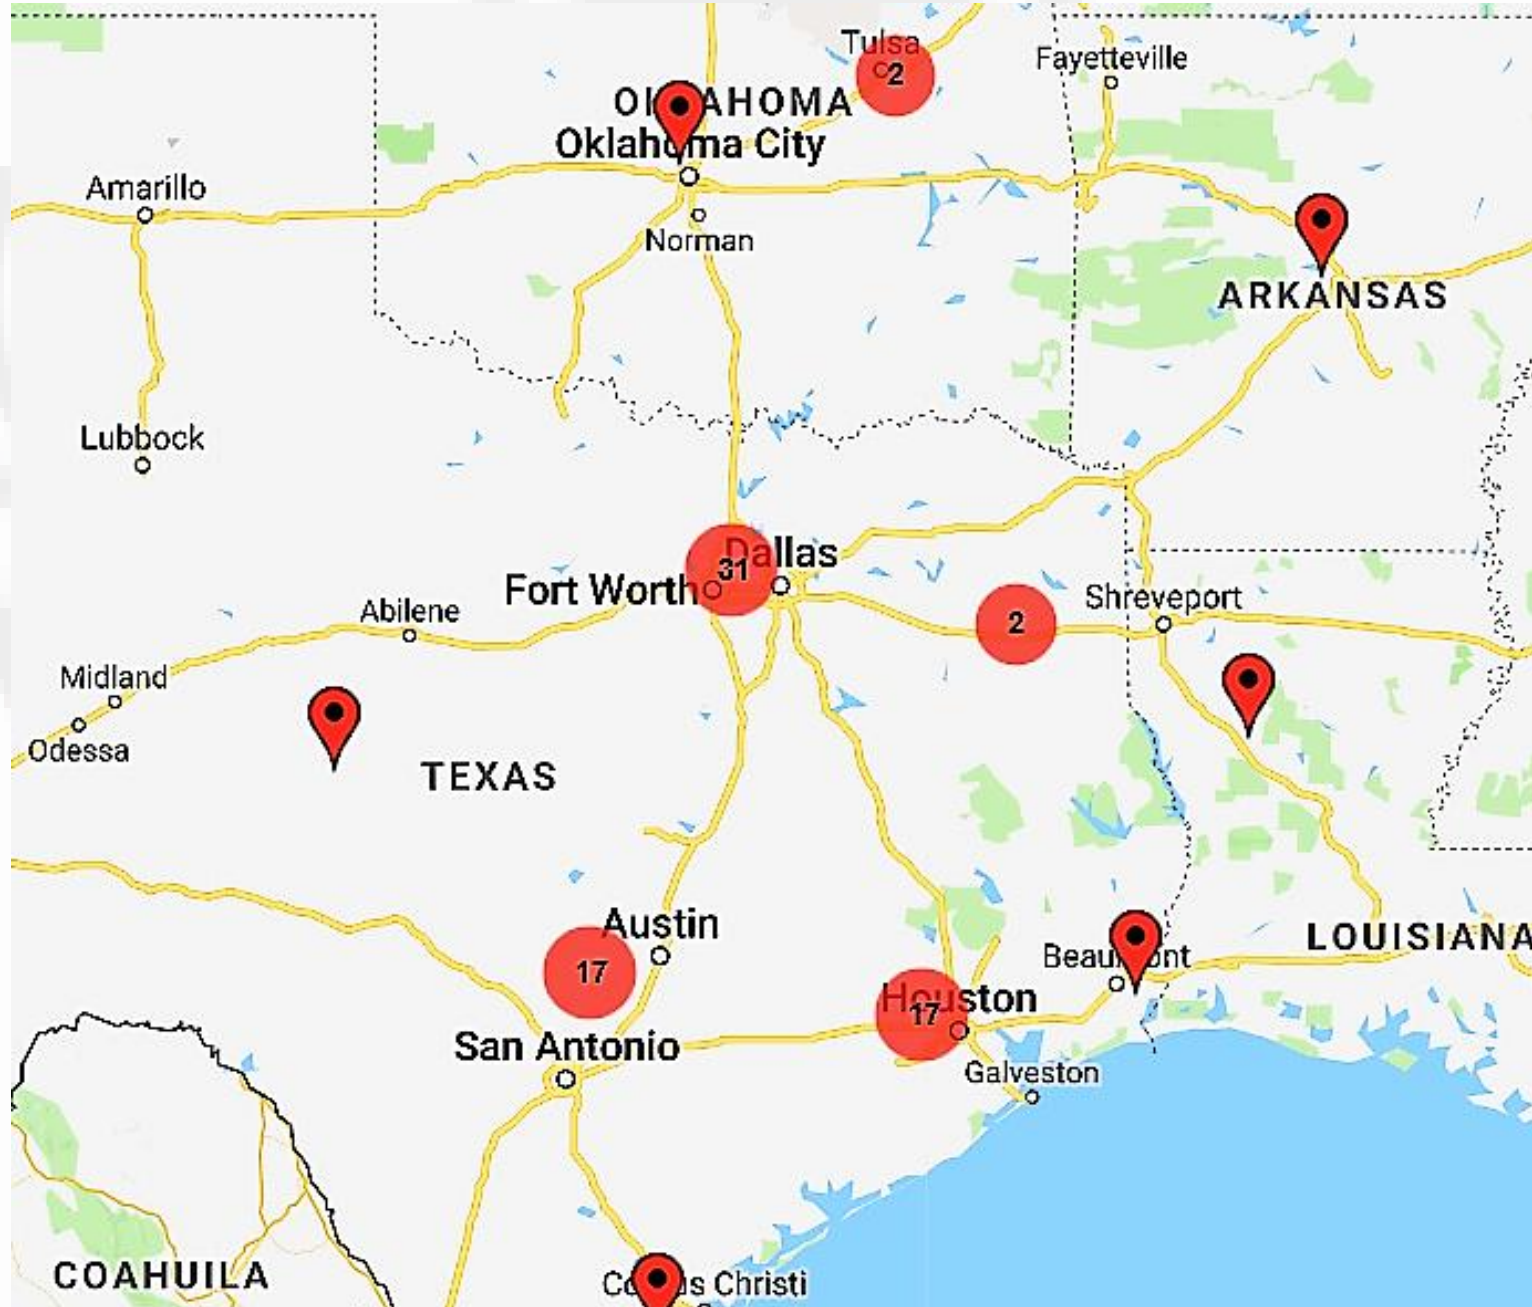 Tulsa
2
Fayetteville
OKLAHOMA
Oklahoma City
Amarillo
Norman
ARKANSAS
Lubbock
Dallas
31
Fort Worth
Abilene
Shreveport
2
Midland
Odessa
TEXAS
Austin
17
LOUISIANA
Beaumont
Houston
17
San Antonio
Galveston
COAHUILA
Corpus Christi